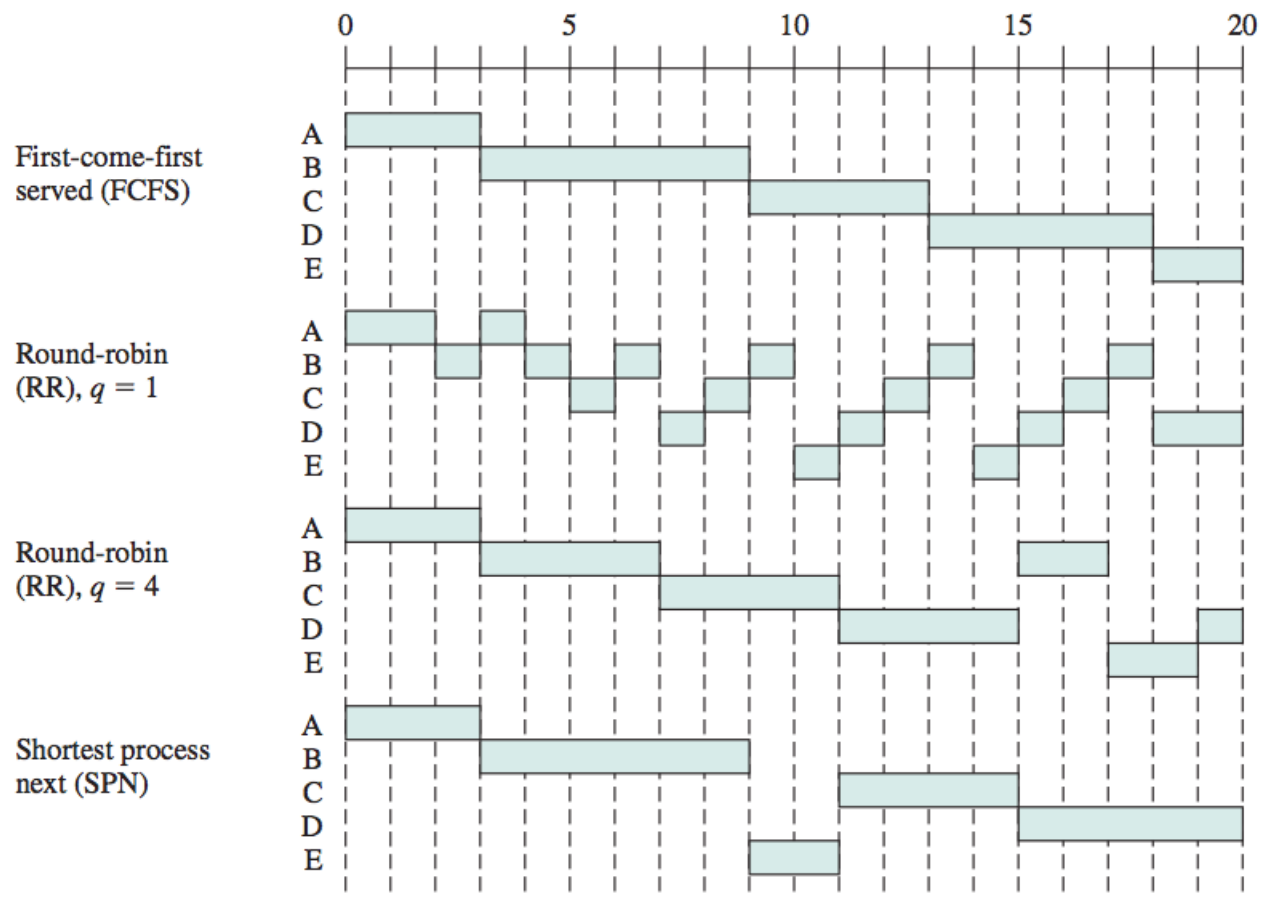 0 5 10 15 20
First-come-first
served (FCFS)
A
B
C
D
E
Round-robin
(RR), q = 1
A
B
C
D
E
Round-robin
(RR), q = 4
A
B
C
D
E
Shortest process
next (SPN)
A
B
C
D
E